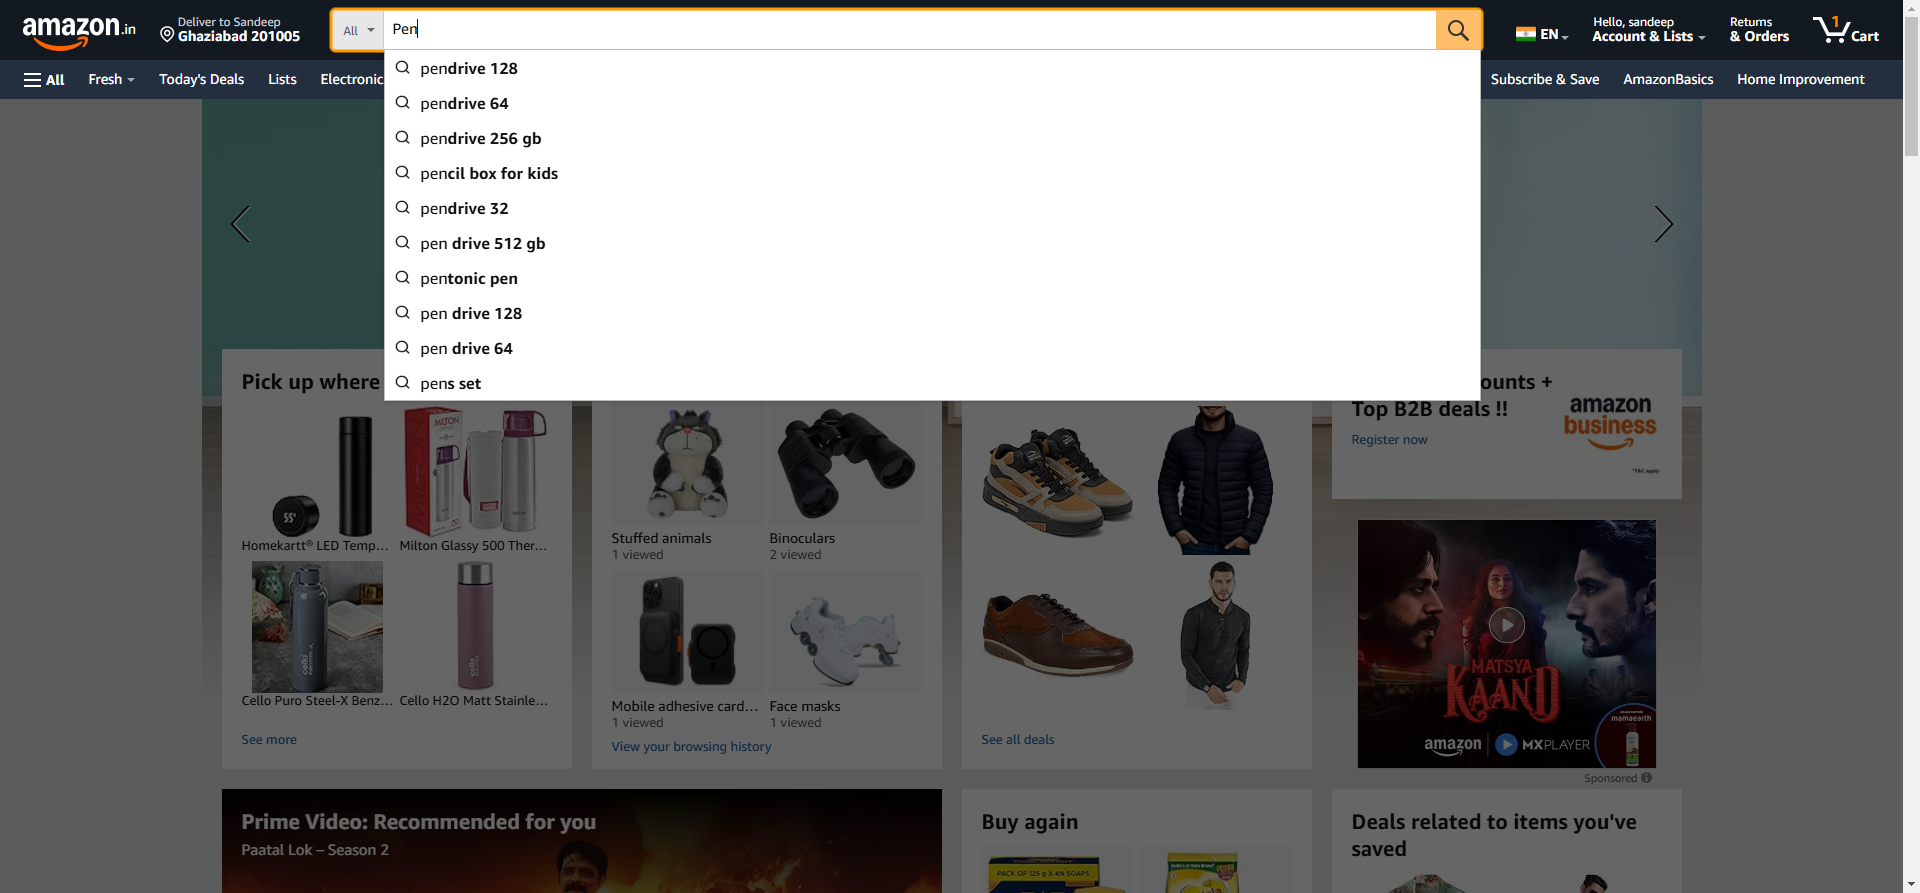 amazon.in
Deliver to Sandeep
Ghaziabad 201005
All
Pen
EN
Hello, sandeep
Account & Lists
Returns
& Orders
1
Cart
All
Fresh
Today's Deals
Lists
Electronic
Subscribe & Save
AmazonBasics
Home Improvement
pendrive 128
pendrive 64
pendrive 256 gb
pencil box for kids
pendrive 32
pen drive 512 gb
pentonic pen
pen drive 128
pen drive 64
pens set
Pick up where
MILTON
SS°
Homekartt® LED Temp...
Milton Glassy 500 Ther...
cello
Cello Puro Steel-X Benz...
Cello H2O Matt Stainle...
See more
Stuffed animals
1 viewed
Binoculars
2 viewed
Mobile adhesive card...
1 viewed
Face masks
1 viewed
View your browsing history
See all deals
ounts +
Top B2B deals !!
Register now
amazon
business
*T&C apply
MATSYA
KAAND
mamaearth
amazon
MXPLAYER
Sponsored
Prime Video: Recommended for you
Paatal Lok – Season 2
Buy again
PACK OF 125 g X 4N SOAPS
Deals related to items you've
saved